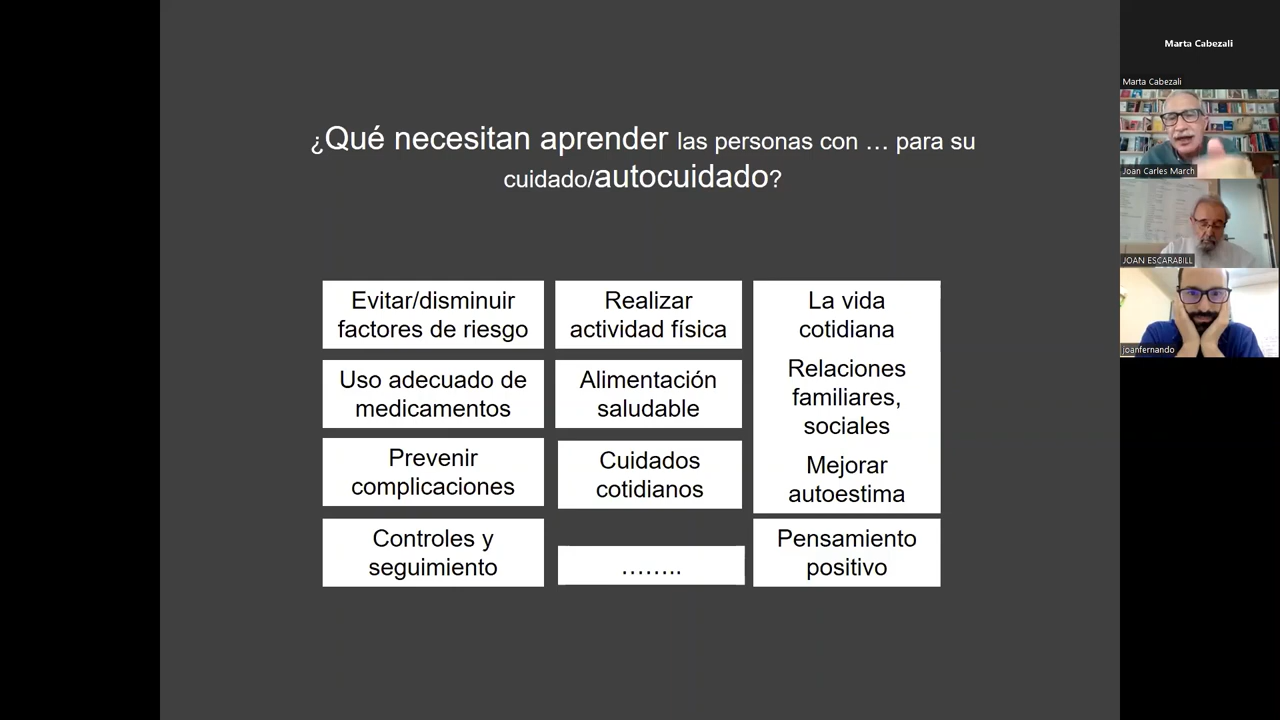 ¿Qué necesitan aprender las personas con … para su
cuidado/autocuidado?
Evitar/disminuir
factores de riesgo
Uso adecuado de
medicamentos
Prevenir
complicaciones
Controles y
seguimiento
Realizar
actividad física
Alimentación
saludable
Cuidados
cotidianos
……..
La vida
cotidiana
Relaciones
familiares,
sociales
Mejorar
autoestima
Pensamiento
positivo
Marta Cabezali
Marta Cabezali
Joan Carles March
JOAN ESCARABILL
joanfernando